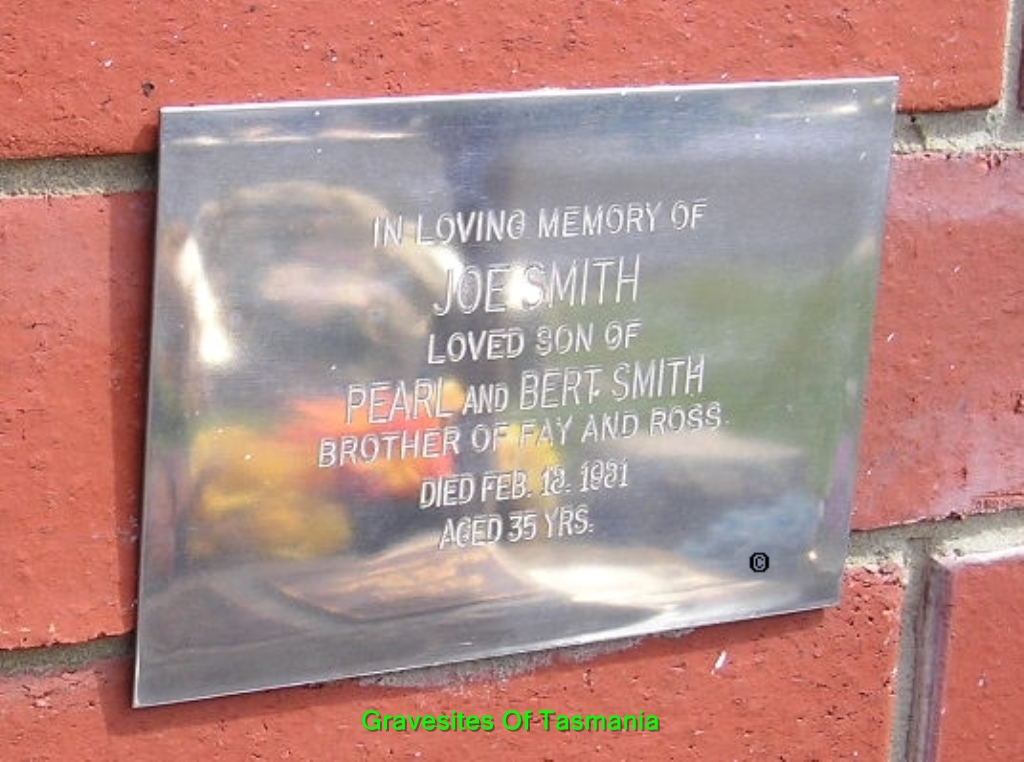 IN LOVING MEMORY OF
JOE SMITH
LOVED SON OF
PEARL AND BERT SMITH
BROTHER OF FAY AND ROSS.
DIED FEB. 18. 1981
AGED 35 YRS.
©
Gravesites Of Tasmania